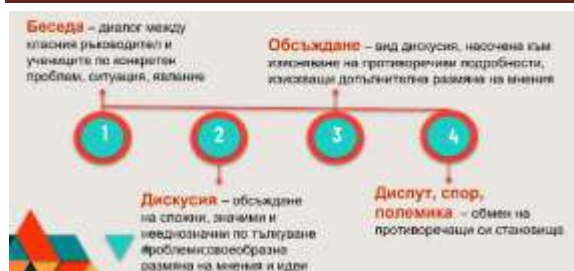 Беседа – диалог между
класния ръководител и
учениците по конкретен
проблем, ситуация, явление
Обсъждане – вид дискусия, насочена към
изясняване на противоречиви подробности,
изискващи допълнителна размяна на мнения
1
2
3
4
Дискусия – обсъждане
на сложни, значими и
нееднозначни по тълкуване
проблеми;своеобразна
размяна на мнения и идеи
Диспут, спор,
полемика – обмен на
противоречащи си становища